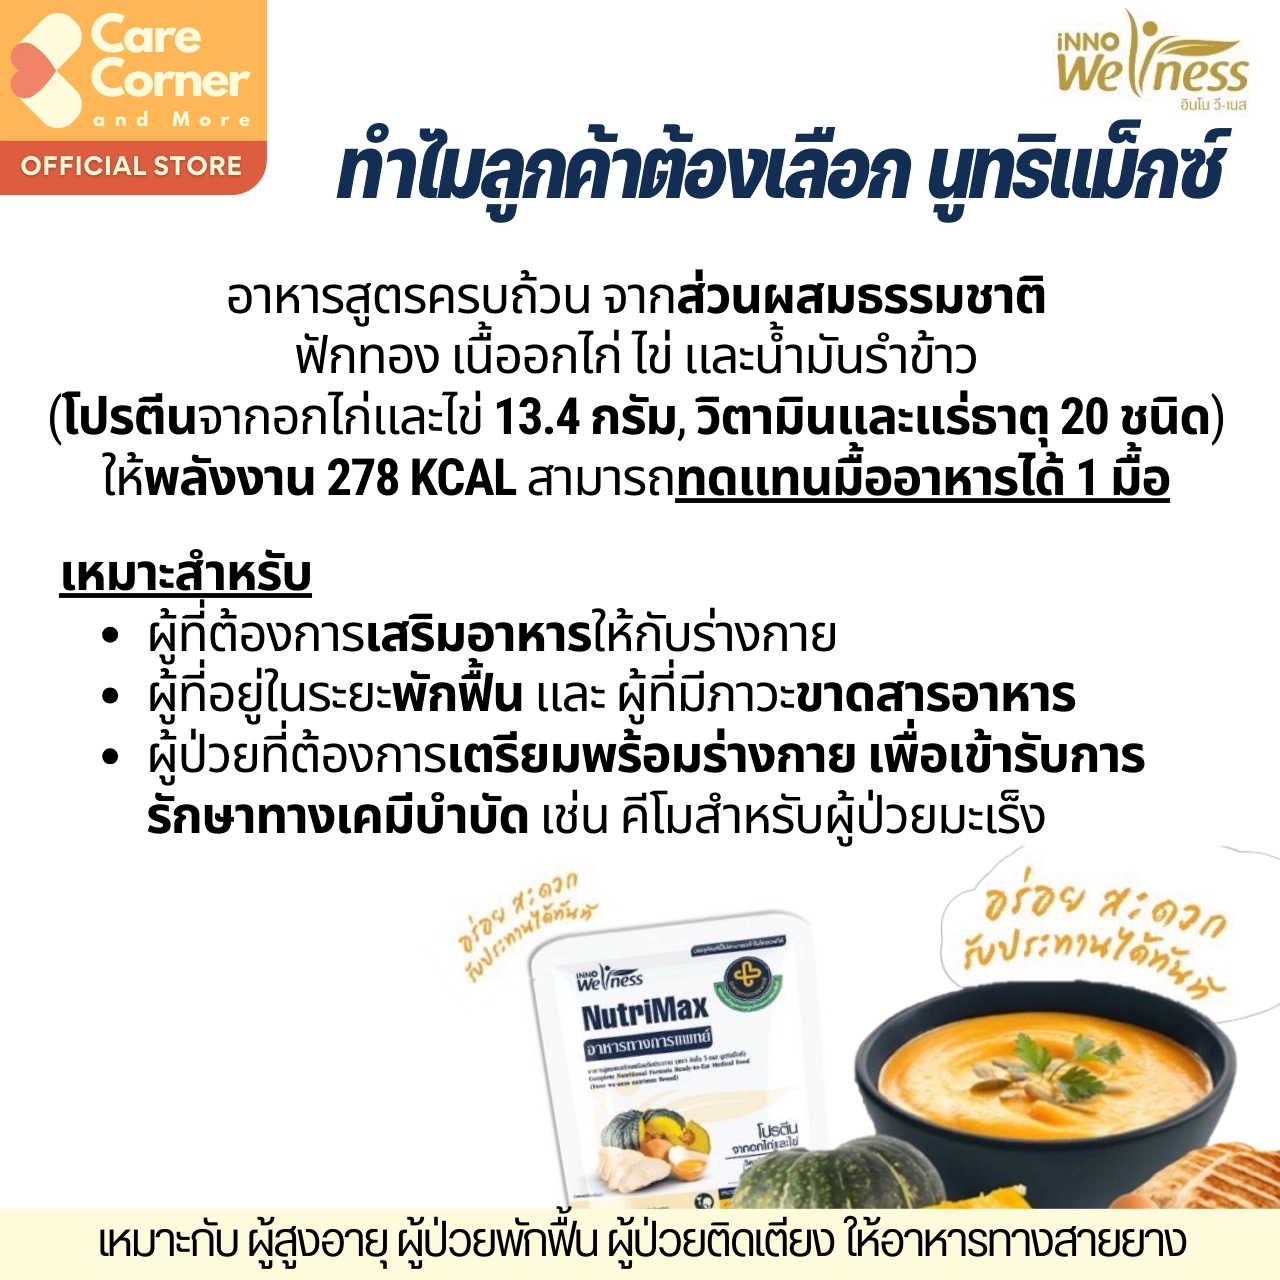 Care
Corner
and More
OFFICIAL STORE
iNNO
Wellness
อินโน วี-เนส
ทำไมลูกค้าต้องเลือก นูทริแม็กซ์
อาหารสูตรครบถ้วน จากส่วนผสมธรรมชาติ
ฟักทอง เนื้ออกไก่ ไข่ และน้ำมันรำข้าว
(โปรตีนจากอกไก่และไข่ 13.4 กรัม, วิตามินและแร่ธาตุ 20 ชนิด)
ให้พลังงาน 278 KCAL สามารถทดแทนมื้ออาหารได้ 1 มื้อ
เหมาะสำหรับ
• ผู้ที่ต้องการเสริมอาหารให้กับร่างกาย
• ผู้ที่อยู่ในระยะพักฟื้น และ ผู้ที่มีภาวะขาดสารอาหาร
• ผู้ป่วยที่ต้องการเตรียมพร้อมร่างกาย เพื่อเข้ารับการ
รักษาทางเคมีบำบัด เช่น คีโมสำหรับผู้ป่วยมะเร็ง
อร่อย สะดวก
รับประทานได้ทันที
อร่อย สะดวก
รับประทานได้ทันที
iNNO
Wellness
NutriMax
อาหารทางการแพทย์
Complete Nutritional Formula Ready-to-Eat Medical Food
โปรตีน
จากอกไก่และไข่
เหมาะกับ ผู้สูงอายุ ผู้ป่วยพักฟื้น ผู้ป่วยติดเตียง ให้อาหารทางสายยาง